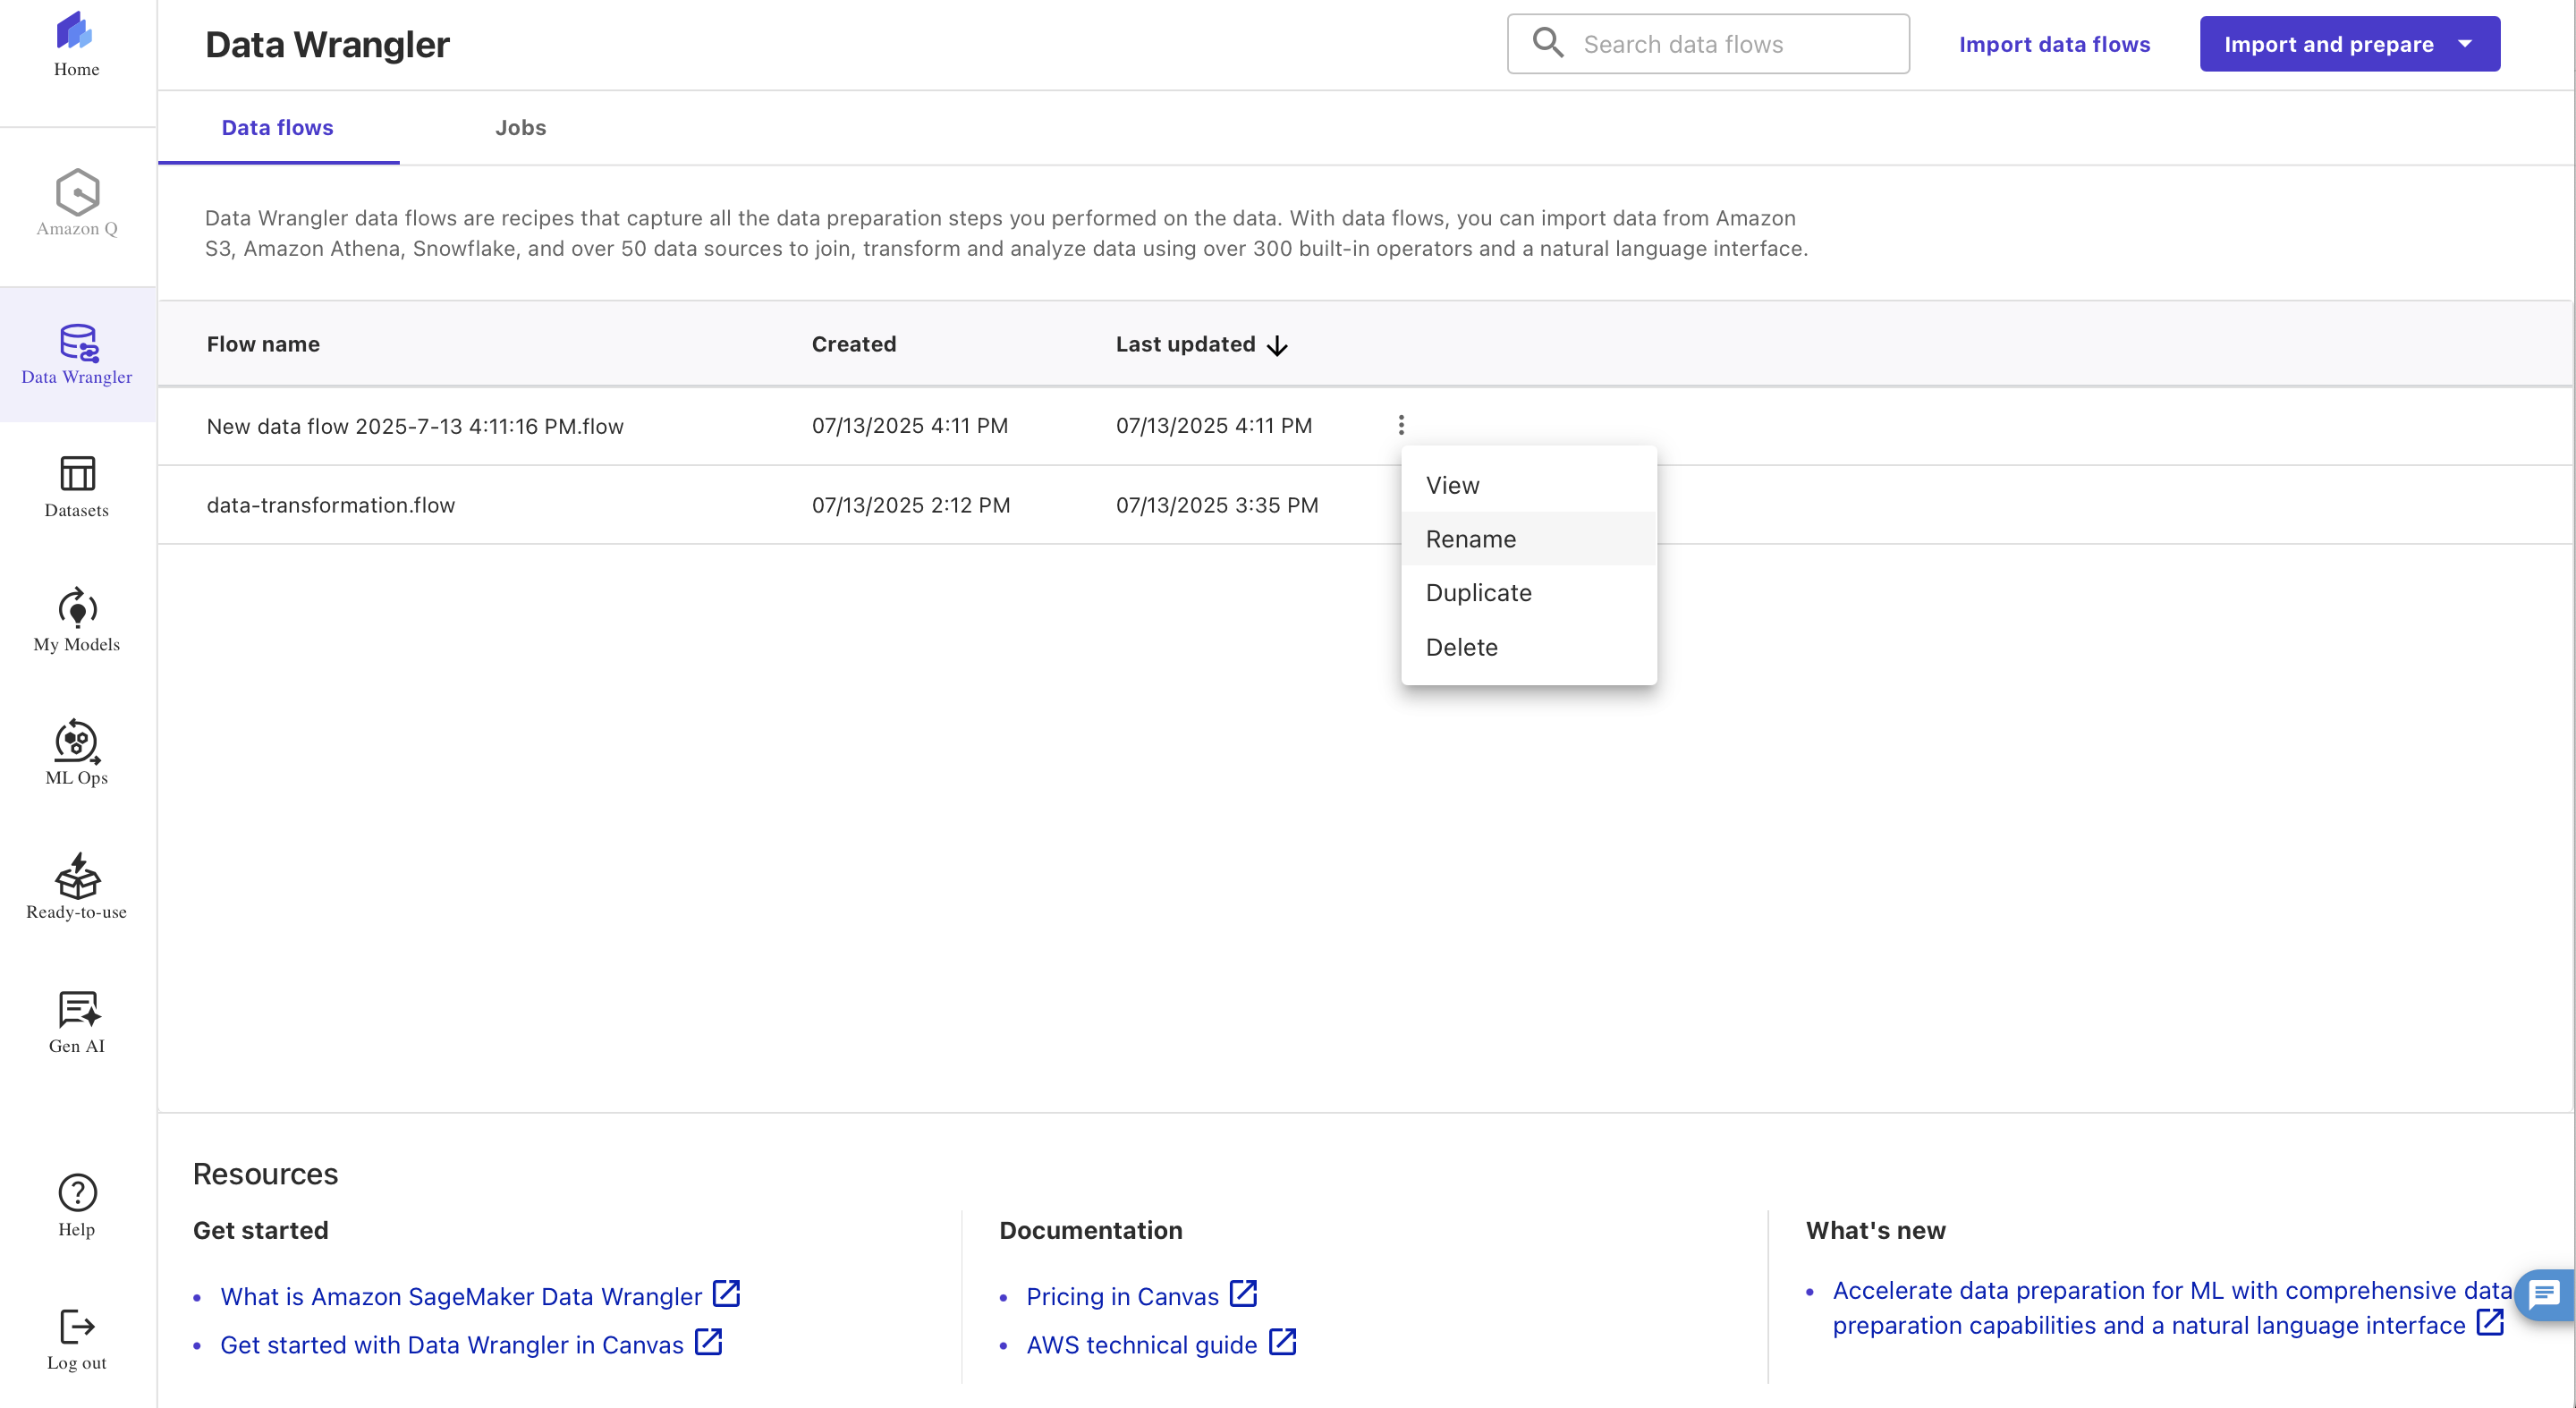 Home
Amazon Q
Data Wrangler
Datasets
My Models
ML Ops
Ready-to-use
Gen AI
Help
Log out
Data Wrangler
Search data flows
Import data flows
Import and prepare
Data flows
Jobs
Data Wrangler data flows are recipes that capture all the data preparation steps you performed on the data. With data flows, you can import data from Amazon
S3, Amazon Athena, Snowflake, and over 50 data sources to join, transform and analyze data using over 300 built-in operators and a natural language interface.
Flow name Created Last updated
New data flow 2025-7-13 4:11:16 PM.flow 07/13/2025 4:11 PM 07/13/2025 4:11 PM
data-transformation.flow 07/13/2025 2:12 PM 07/13/2025 3:35 PM
View
Rename
Duplicate
Delete
Resources
Get started
What is Amazon SageMaker Data Wrangler
Get started with Data Wrangler in Canvas
Documentation
Pricing in Canvas
AWS technical guide
What's new
Accelerate data preparation for ML with comprehensive data
preparation capabilities and a natural language interface